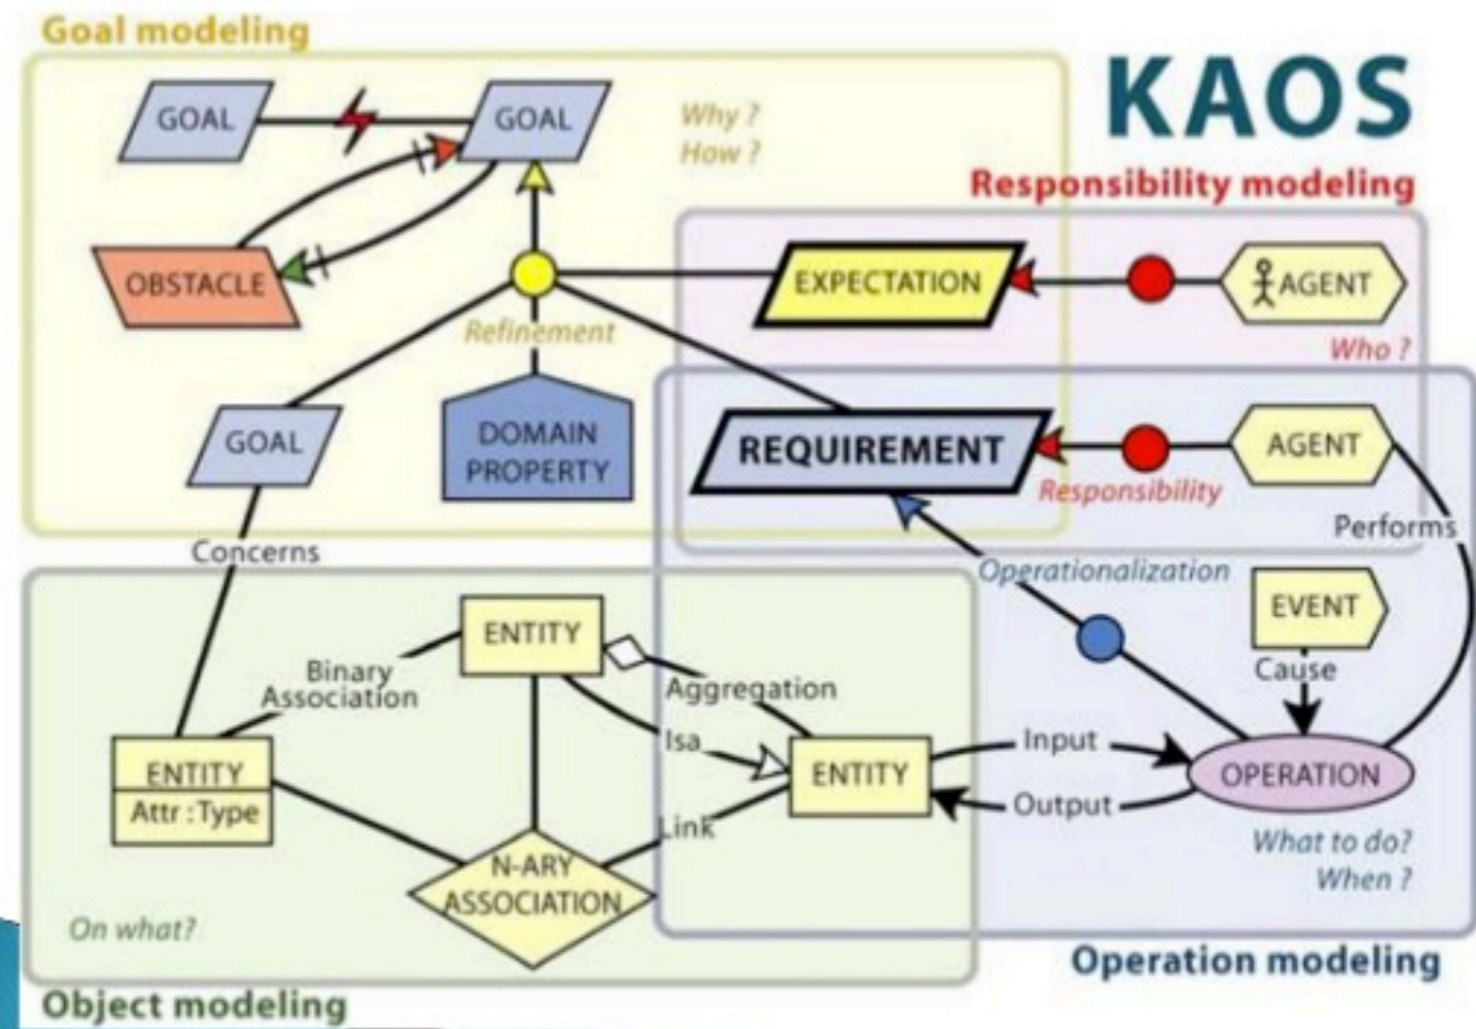 Goal modeling
KAOS
GOAL
GOAL
Why ?
How ?
Responsibility modeling
OBSTACLE
EXPECTATION
AGENT
Refinement
Who ?
GOAL
DOMAIN
PROPERTY
REQUIREMENT
AGENT
Responsibility
Performs
Concerns
Operationalization
EVENT
ENTITY
Cause
Binary
Association
Aggregation
Isa
Input
ENTITY
Attr : Type
ENTITY
OPERATION
Output
Link
N-ARY
ASSOCIATION
What to do?
When ?
On what?
Operation modeling
Object modeling